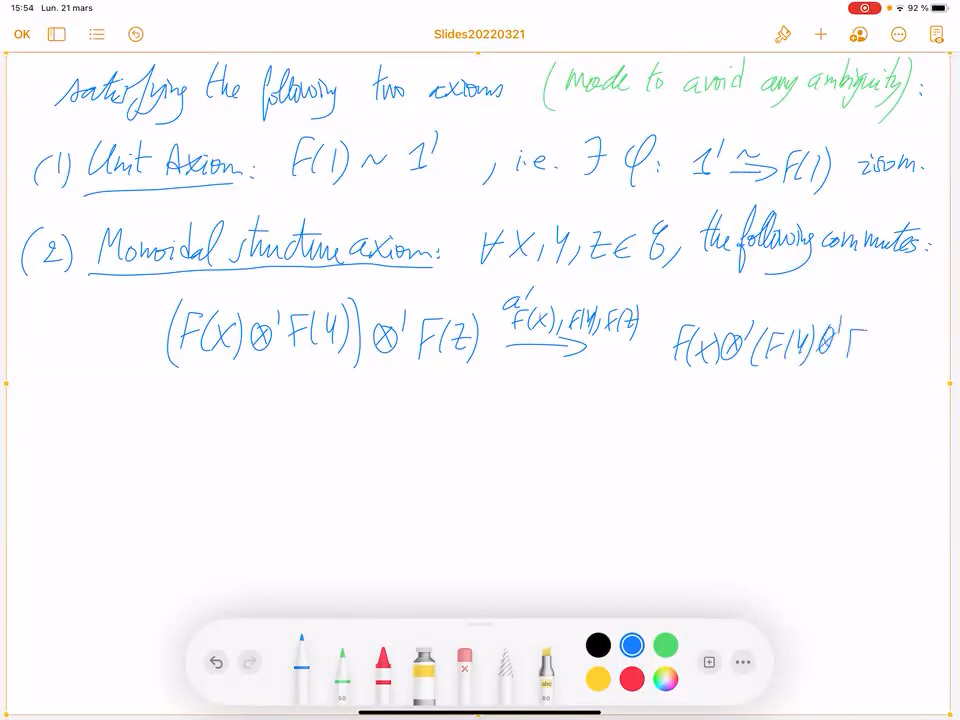 15:54 Lun. 21 mars 92 %
OK Slides20220321
satisfying the following two axioms (made to avoid any ambiguity):
(1) Unit Axiom: F(1) ~ 1', i.e. ∃ φ: 1' ⥲ F(1) isom.
(2) Monoidal structure axiom: ∀ X, Y, Z ∈ 𝒞, the following commutes:
(F(X) ⊗' F(Y)) ⊗' F(Z) a'F(X), F(Y), F(Z) → F(X) ⊗' (F(Y) ⊗' F